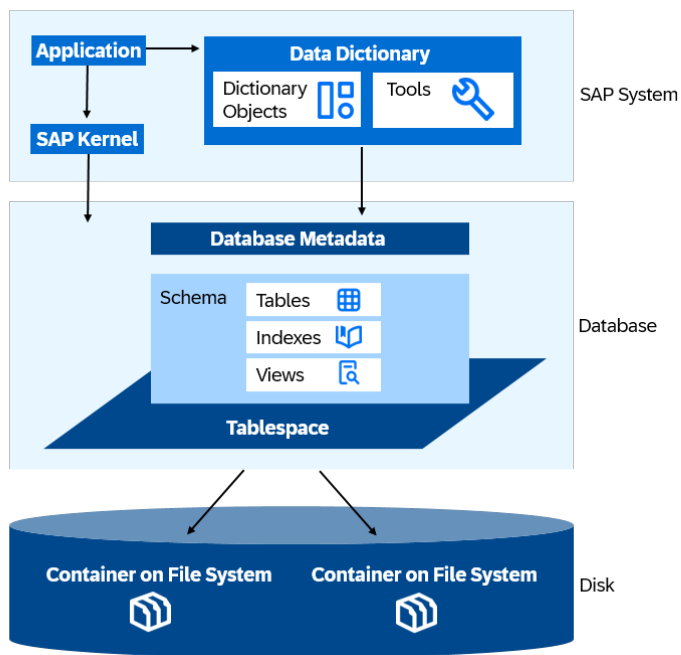 Application
Data Dictionary
Dictionary
Objects
Tools
SAP System
SAP Kernel
Database Metadata
Schema
Tables
Indexes
Views
Database
Tablespace
Container on File System
Container on File System
Disk